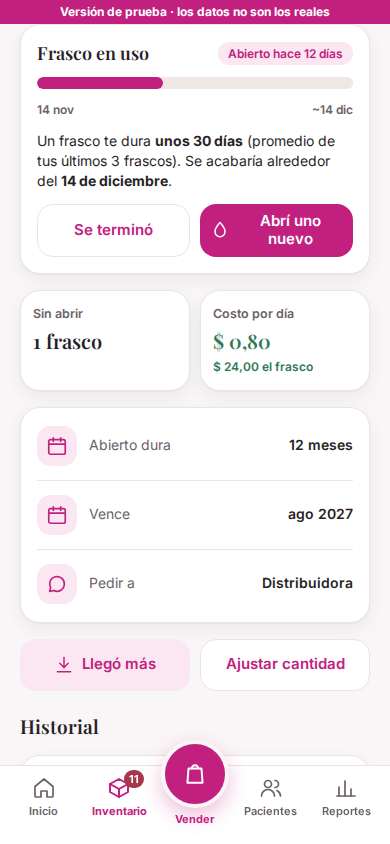 Versión de prueba · los datos no son los reales
Frasco en uso
Abierto hace 12 días
14 nov
~14 dic
Un frasco te dura unos 30 días (promedio de
tus últimos 3 frascos). Se acabaría alrededor
del 14 de diciembre.
Se terminó
Abrí uno
nuevo
Sin abrir
1 frasco
Costo por día
$ 0,80
$ 24,00 el frasco
Abierto dura
12 meses
Vence
ago 2027
Pedir a
Distribuidora
Llegó más
Ajustar cantidad
Historial
Inicio
11
Inventario
Vender
Pacientes
Reportes